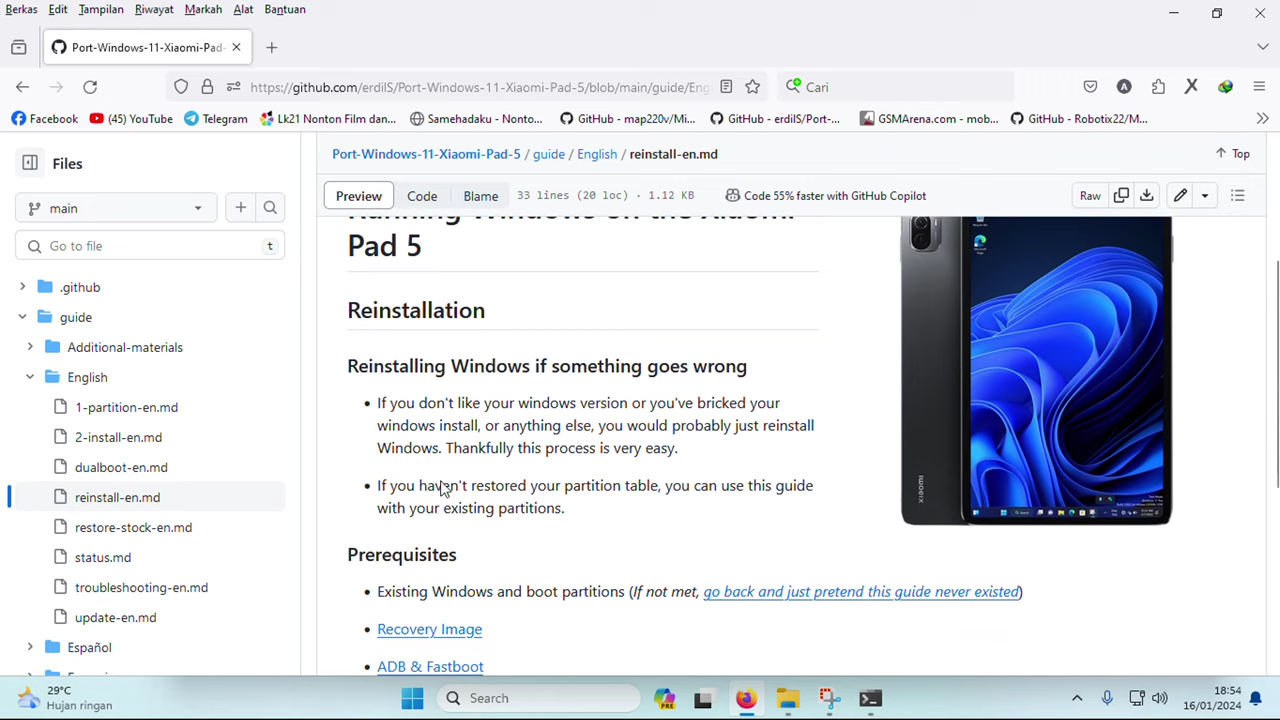 Berkas Edit Tampilan Riwayat Markah Alat Bantuan
Port-Windows-11-Xiaomi-Pad-
https://github.com/erdilS/Port-Windows-11-Xiaomi-Pad-5/blob/main/guide/Eng
Cari
Facebook
(45) YouTube
Telegram
Lk21 Nonton Film dan...
Samehadaku - Nonto...
GitHub - map220v/Mi...
GitHub - erdilS/Port-...
GSMArena.com - mob...
GitHub - Robotix22/M...
Files
Port-Windows-11-Xiaomi-Pad-5 / guide / English / reinstall-en.md
Top
main
Preview Code Blame 33 lines (20 loc) · 1.12 KB Code 55% faster with GitHub Copilot Raw
Go to file t
.github
guide
Additional-materials
English
1-partition-en.md
2-install-en.md
dualboot-en.md
reinstall-en.md
restore-stock-en.md
status.md
troubleshooting-en.md
update-en.md
Español
Running Windows on the Xiaomi
Pad 5
Reinstallation
Reinstalling Windows if something goes wrong
If you don't like your windows version or you've bricked your
windows install, or anything else, you would probably just reinstall
Windows. Thankfully this process is very easy.
If you haven't restored your partition table, you can use this guide
with your existing partitions.
Prerequisites
Existing Windows and boot partitions (If not met, go back and just pretend this guide never existed)
Recovery Image
ADB & Fastboot
xiaomi
29°C
Hujan ringan
Search
PRE
18:54
16/01/2024